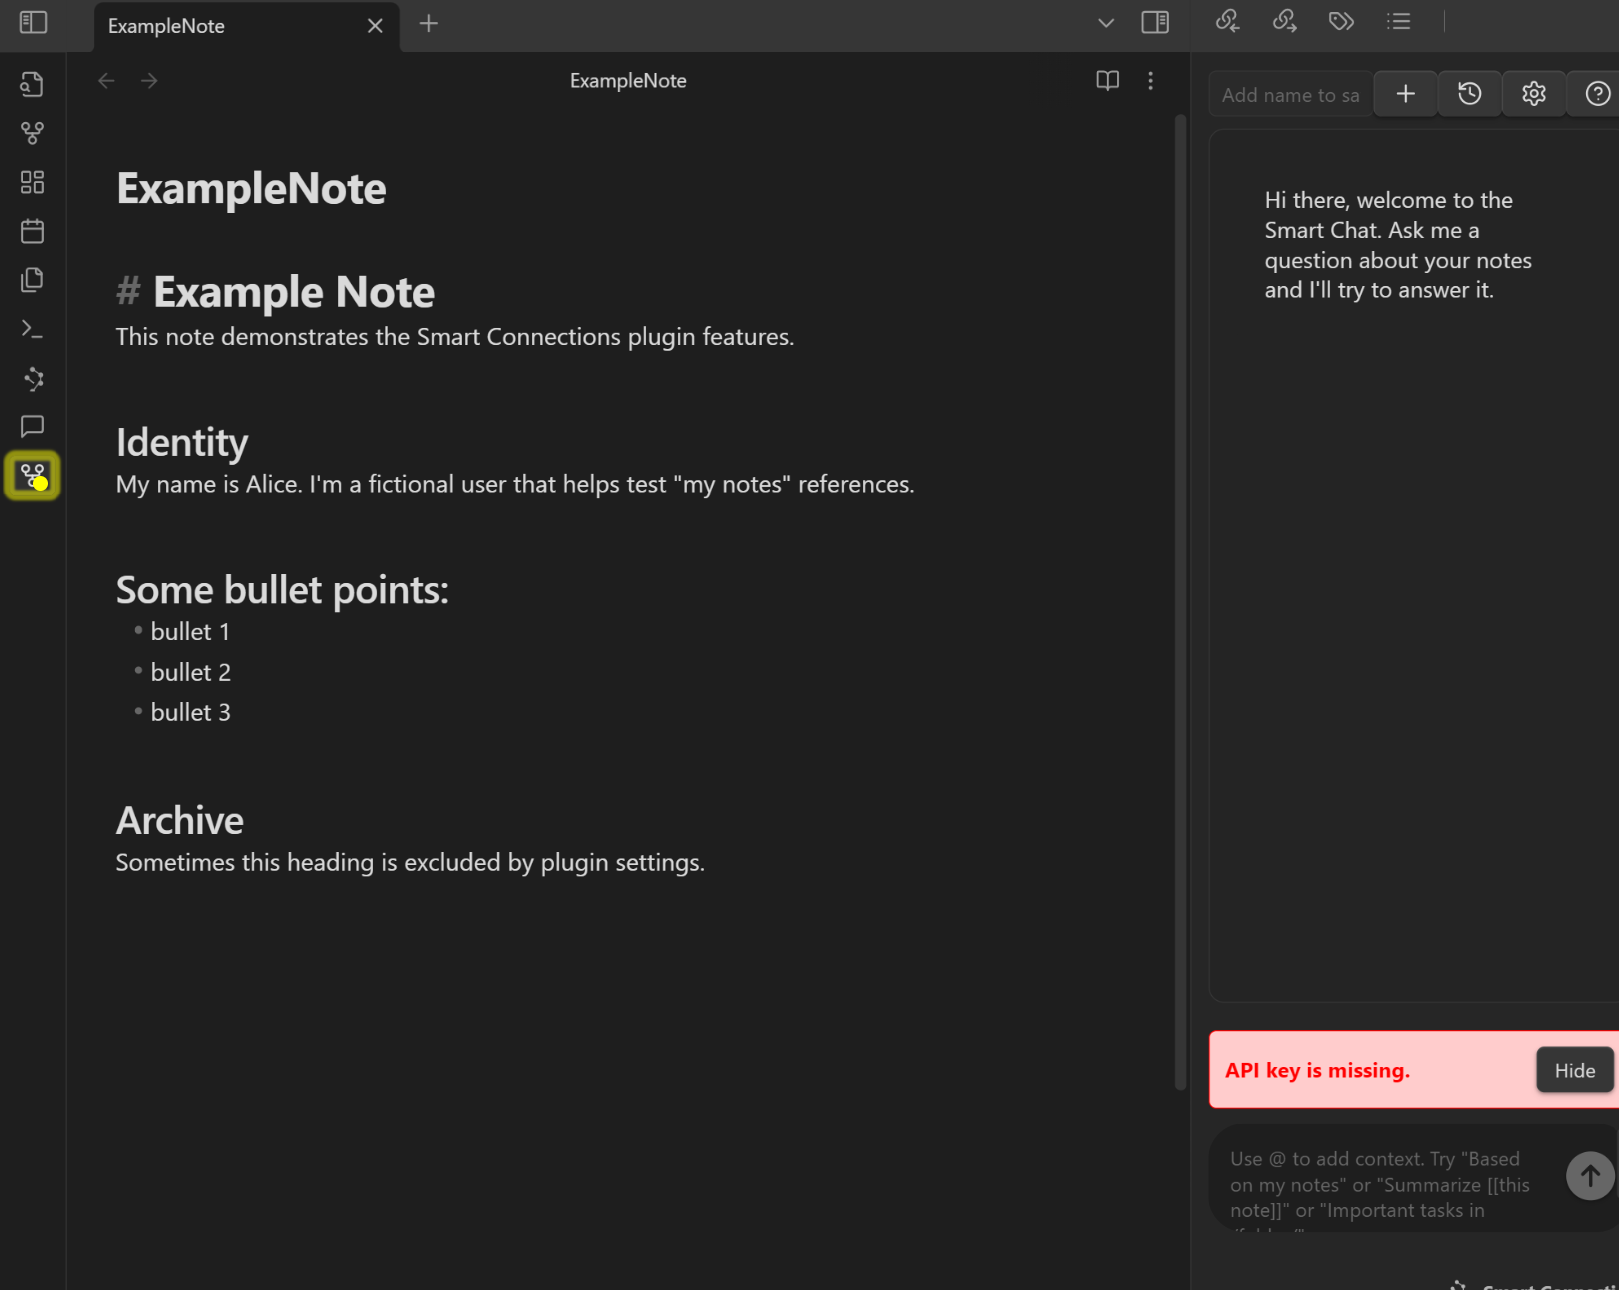 ExampleNote
ExampleNote
Add name to sa
ExampleNote
# Example Note
This note demonstrates the Smart Connections plugin features.
Identity
My name is Alice. I'm a fictional user that helps test "my notes" references.
Some bullet points:
• bullet 1
• bullet 2
• bullet 3
Archive
Sometimes this heading is excluded by plugin settings.
Hi there, welcome to the
Smart Chat. Ask me a
question about your notes
and I'll try to answer it.
API key is missing.
Hide
Use @ to add context. Try "Based
on my notes" or "Summarize [[this
note]]" or "Important tasks in
Smart Connecti